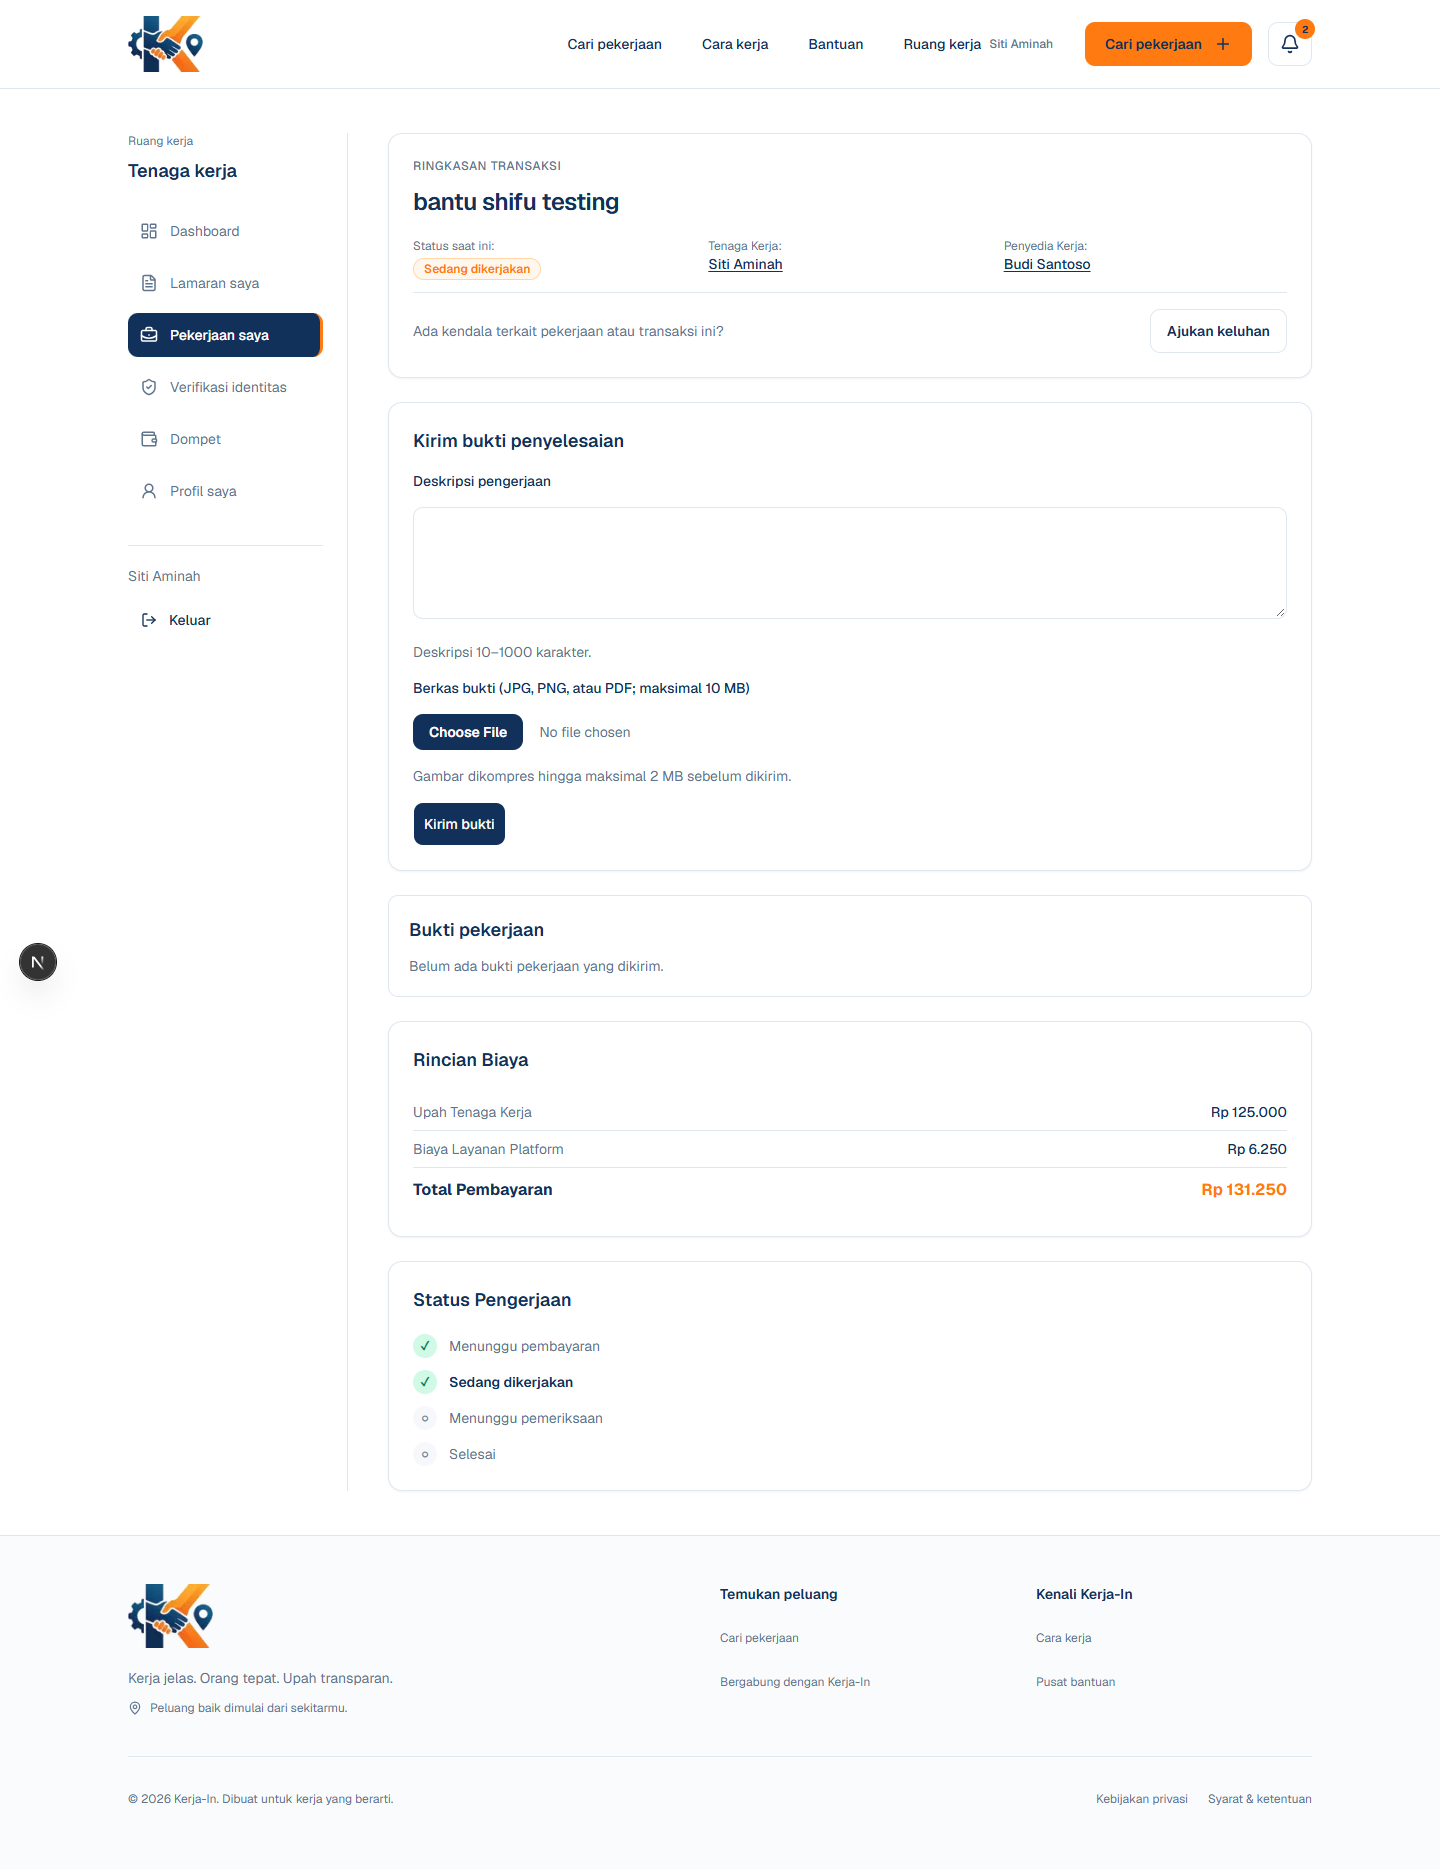 Cari pekerjaan
Cara kerja
Bantuan
Ruang kerja Siti Aminah
Cari pekerjaan +
2
Ruang kerja
Tenaga kerja
Dashboard
Lamaran saya
Pekerjaan saya
Verifikasi identitas
Dompet
Profil saya
Siti Aminah
Keluar
RINGKASAN TRANSAKSI
bantu shifu testing
Status saat ini:
Sedang dikerjakan
Tenaga Kerja:
Siti Aminah
Penyedia Kerja:
Budi Santoso
Ada kendala terkait pekerjaan atau transaksi ini?
Ajukan keluhan
Kirim bukti penyelesaian
Deskripsi pengerjaan
Deskripsi 10–1000 karakter.
Berkas bukti (JPG, PNG, atau PDF; maksimal 10 MB)
Choose File No file chosen
Gambar dikompres hingga maksimal 2 MB sebelum dikirim.
Kirim bukti
Bukti pekerjaan
Belum ada bukti pekerjaan yang dikirim.
Rincian Biaya
Upah Tenaga Kerja Rp 125.000
Biaya Layanan Platform Rp 6.250
Total Pembayaran Rp 131.250
Status Pengerjaan
✓ Menunggu pembayaran
✓ Sedang dikerjakan
Menunggu pemeriksaan
Selesai
N
K
Kerja jelas. Orang tepat. Upah transparan.
Peluang baik dimulai dari sekitarmu.
Temukan peluang
Cari pekerjaan
Bergabung dengan Kerja-In
Kenali Kerja-In
Cara kerja
Pusat bantuan
© 2026 Kerja-In. Dibuat untuk kerja yang berarti.
Kebijakan privasi
Syarat & ketentuan